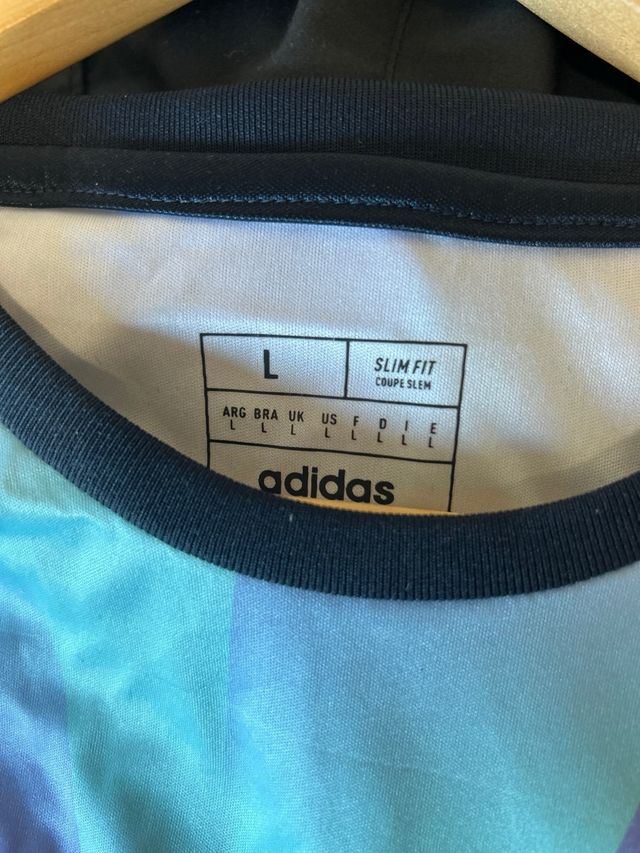 L
SLIM FIT
COUPE SLEM
ARG BRA UK US F D I E
L L L L L L L L
adidas